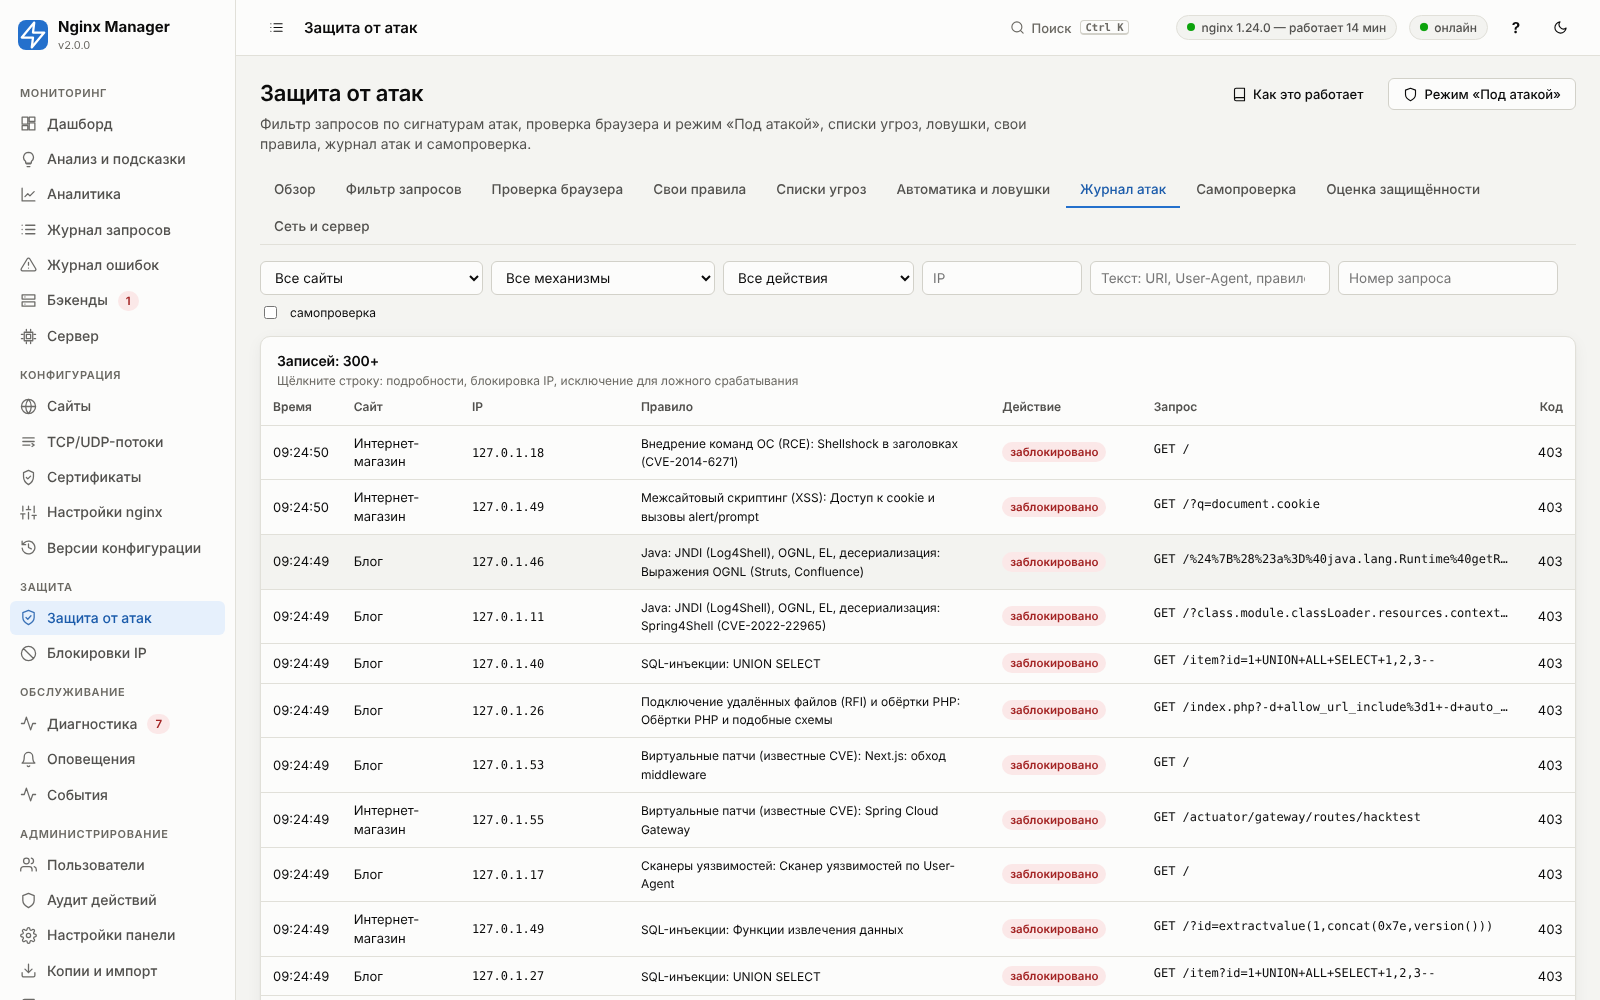 Nginx Manager
v2.0.0
Защита от атак
Поиск
Ctrl K
nginx 1.24.0 — работает 14 мин
онлайн
?
МОНИТОРИНГ
Дашборд
Анализ и подсказки
Аналитика
Журнал запросов
Журнал ошибок
Бэкенды 1
Сервер
КОНФИГУРАЦИЯ
Сайты
TCP/UDP-потоки
Сертификаты
Настройки nginx
Версии конфигурации
ЗАЩИТА
Защита от атак
Блокировки IP
ОБСЛУЖИВАНИЕ
Диагностика 7
Оповещения
События
АДМИНИСТРИРОВАНИЕ
Пользователи
Аудит действий
Настройки панели
Копии и импорт
Защита от атак
Как это работает
Режим «Под атакой»
Фильтр запросов по сигнатурам атак, проверка браузера и режим «Под атакой», списки угроз, ловушки, свои
правила, журнал атак и самопроверка.
Обзор Фильтр запросов Проверка браузера Свои правила Списки угроз Автоматика и ловушки Журнал атак Самопроверка Оценка защищённости
Сеть и сервер
Все сайты Все механизмы Все действия IP Текст: URI, User-Agent, правил Номер запроса
самопроверка
Записей: 300+
Щёлкните строку: подробности, блокировка IP, исключение для ложного срабатывания
Время Сайт IP Правило Действие Запрос Код
09:24:50 Интернет-магазин 127.0.1.18 Внедрение команд ОС (RCE): Shellshock в заголовках
(CVE-2014-6271) заблокировано GET / 403
09:24:50 Интернет-магазин 127.0.1.49 Межсайтовый скриптинг (XSS): Доступ к cookie и
вызовы alert/prompt заблокировано GET /?q=document.cookie 403
09:24:49 Блог 127.0.1.46 Java: JNDI (Log4Shell), OGNL, EL, десериализация:
Выражения OGNL (Struts, Confluence) заблокировано GET /%24%7B%28%23a%3D%40java.lang.Runtime%40getR… 403
09:24:49 Блог 127.0.1.11 Java: JNDI (Log4Shell), OGNL, EL, десериализация:
Spring4Shell (CVE-2022-22965) заблокировано GET /?class.module.classLoader.resources.context… 403
09:24:49 Блог 127.0.1.40 SQL-инъекции: UNION SELECT заблокировано GET /item?id=1+UNION+ALL+SELECT+1,2,3-- 403
09:24:49 Блог 127.0.1.26 Подключение удалённых файлов (RFI) и обёртки PHP:
Обёртки PHP и подобные схемы заблокировано GET /index.php?-d+allow_url_include%3d1+-d+auto_… 403
09:24:49 Блог 127.0.1.53 Виртуальные патчи (известные CVE): Next.js: обход
middleware заблокировано GET / 403
09:24:49 Интернет-магазин 127.0.1.55 Виртуальные патчи (известные CVE): Spring Cloud
Gateway заблокировано GET /actuator/gateway/routes/hacktest 403
09:24:49 Блог 127.0.1.17 Сканеры уязвимостей: Сканер уязвимостей по User-
Agent заблокировано GET / 403
09:24:49 Интернет-магазин 127.0.1.49 SQL-инъекции: Функции извлечения данных заблокировано GET /?id=extractvalue(1,concat(0x7e,version())) 403
09:24:49 Блог 127.0.1.27 SQL-инъекции: UNION SELECT заблокировано GET /item?id=1+UNION+ALL+SELECT+1,2,3-- 403